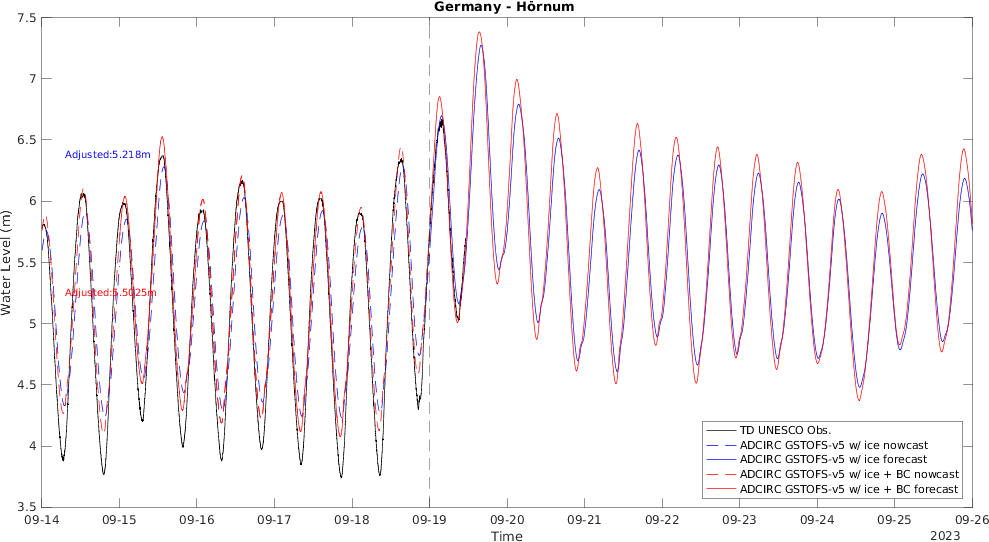 Germany - Hörnum
7.5
7
6.5
6
5.5
5
4.5
4
3.5
Water Level (m)
Adjusted:5.218m
Adjusted:5.5025m
TD UNESCO Obs.
ADCIRC GSTOFS-v5 w/ ice nowcast
ADCIRC GSTOFS-v5 w/ ice forecast
ADCIRC GSTOFS-v5 w/ ice + BC nowcast
ADCIRC GSTOFS-v5 w/ ice + BC forecast
09-14 09-15 09-16 09-17 09-18 09-19 09-20 09-21 09-22 09-23 09-24 09-25 09-26
Time
2023